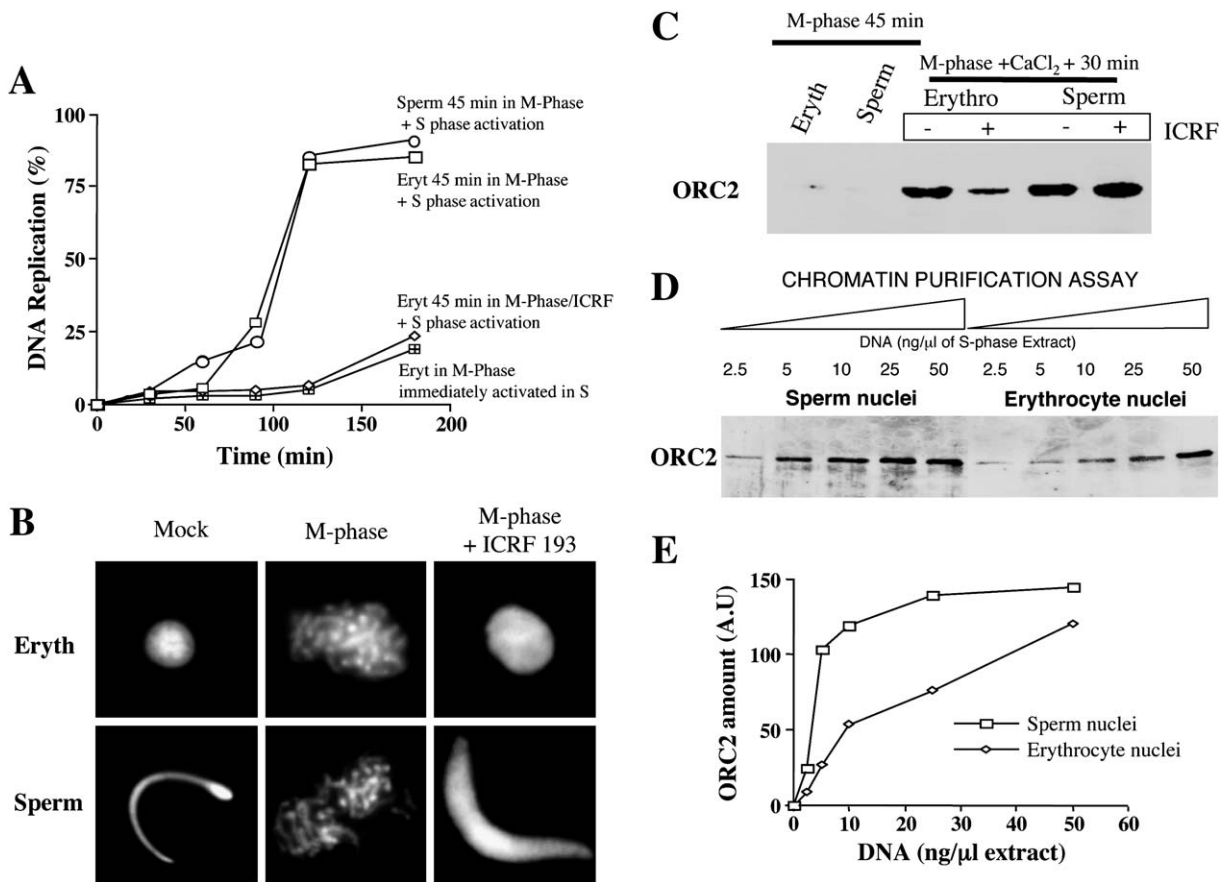 A
DNA Replication (%)
100
75
50
25
0
0 50 100 150 200
Time (min)
Sperm 45 min in M-Phase
+ S phase activation
Eryt 45 min in M-Phase
+ S phase activation
Eryt 45 min in M-Phase/ICRF
+ S phase activation
Eryt in M-Phase
immediately activated in S
B
Mock M-phase M-phase
+ ICRF 193
Eryth
Sperm
C
M-phase 45 min
Eryth Sperm
M-phase +CaCl₂ + 30 min
Erythro Sperm
- + - + ICRF
ORC2
D
CHROMATIN PURIFICATION ASSAY
DNA (ng/μl of S-phase Extract)
2.5 5 10 25 50 2.5 5 10 25 50
Sperm nuclei Erythrocyte nuclei
ORC2
E
ORC2 amount (A.U)
150
100
50
0
0 10 20 30 40 50 60
DNA (ng/μl extract)
Sperm nuclei
Erythrocyte nuclei